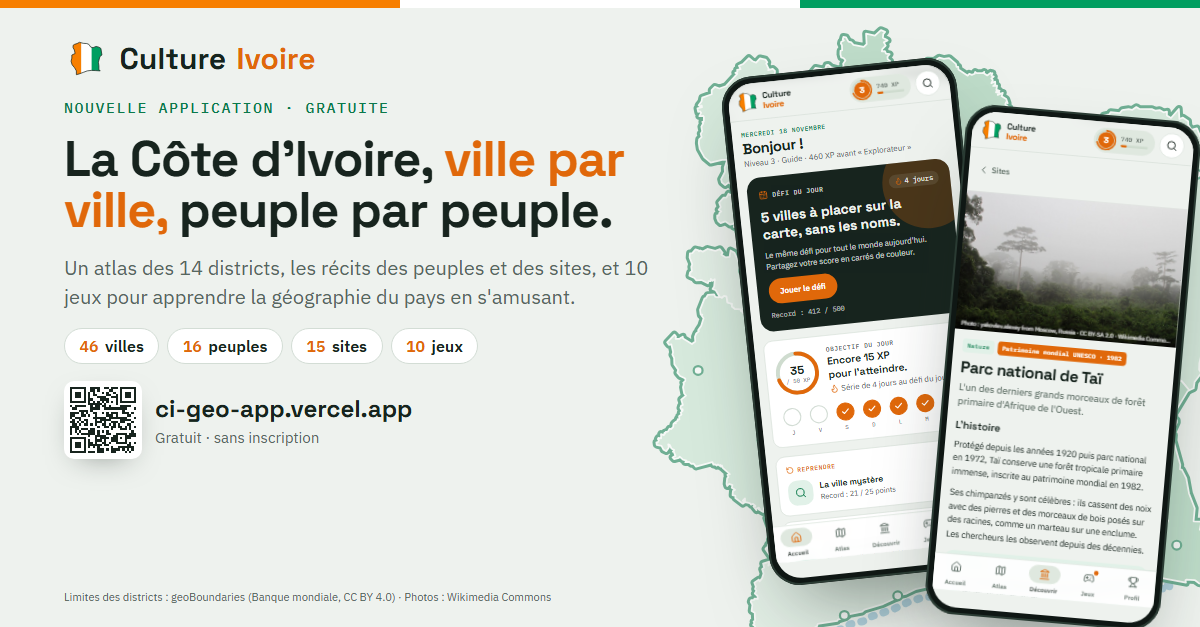 Culture Ivoire
NOUVELLE APPLICATION · GRATUITE
La Côte d'Ivoire, ville par
ville, peuple par peuple.
Un atlas des 14 districts, les récits des peuples et des sites, et 10
jeux pour apprendre la géographie du pays en s'amusant.
46 villes
16 peuples
15 sites
10 jeux
ci-geo-app.vercel.app
Gratuit · sans inscription
Limites des districts : geoBoundaries (Banque mondiale, CC BY 4.0) · Photos : Wikimedia Commons
Culture
Ivoire
3
740 XP
MERCREDI 18 NOVEMBRE
Bonjour !
Niveau 3 · Guide · 460 XP avant « Explorateur »
DÉFI DU JOUR
4 jours
5 villes à placer sur la
carte, sans les noms.
Le même défi pour tout le monde aujourd'hui.
Partagez votre score en carrés de couleur.
Jouer le défi
Record : 412 / 500
35
/ 50 XP
OBJECTIF DU JOUR
Encore 15 XP
pour l'atteindre.
Série de 4 jours au défi du
J V S D L M
REPRENDRE
La ville mystère
Record : 21 / 25 points
Accueil
Atlas
Découvrir
Culture
Ivoire
3
740 XP
Sites
Nature
Patrimoine mondial UNESCO · 1982
Parc national de Taï
L'un des derniers grands morceaux de forêt
primaire d'Afrique de l'Ouest.
L'histoire
Protégé depuis les années 1920 puis parc national
en 1972, Taï conserve une forêt tropicale primaire
immense, inscrite au patrimoine mondial en 1982.
Ses chimpanzés y sont célèbres : ils cassent des noix
avec des pierres et des morceaux de bois posés sur
des racines, comme un marteau sur une enclume.
Les chercheurs les observent depuis des décennies.
Accueil
Atlas
Découvrir
Jeux
Profil